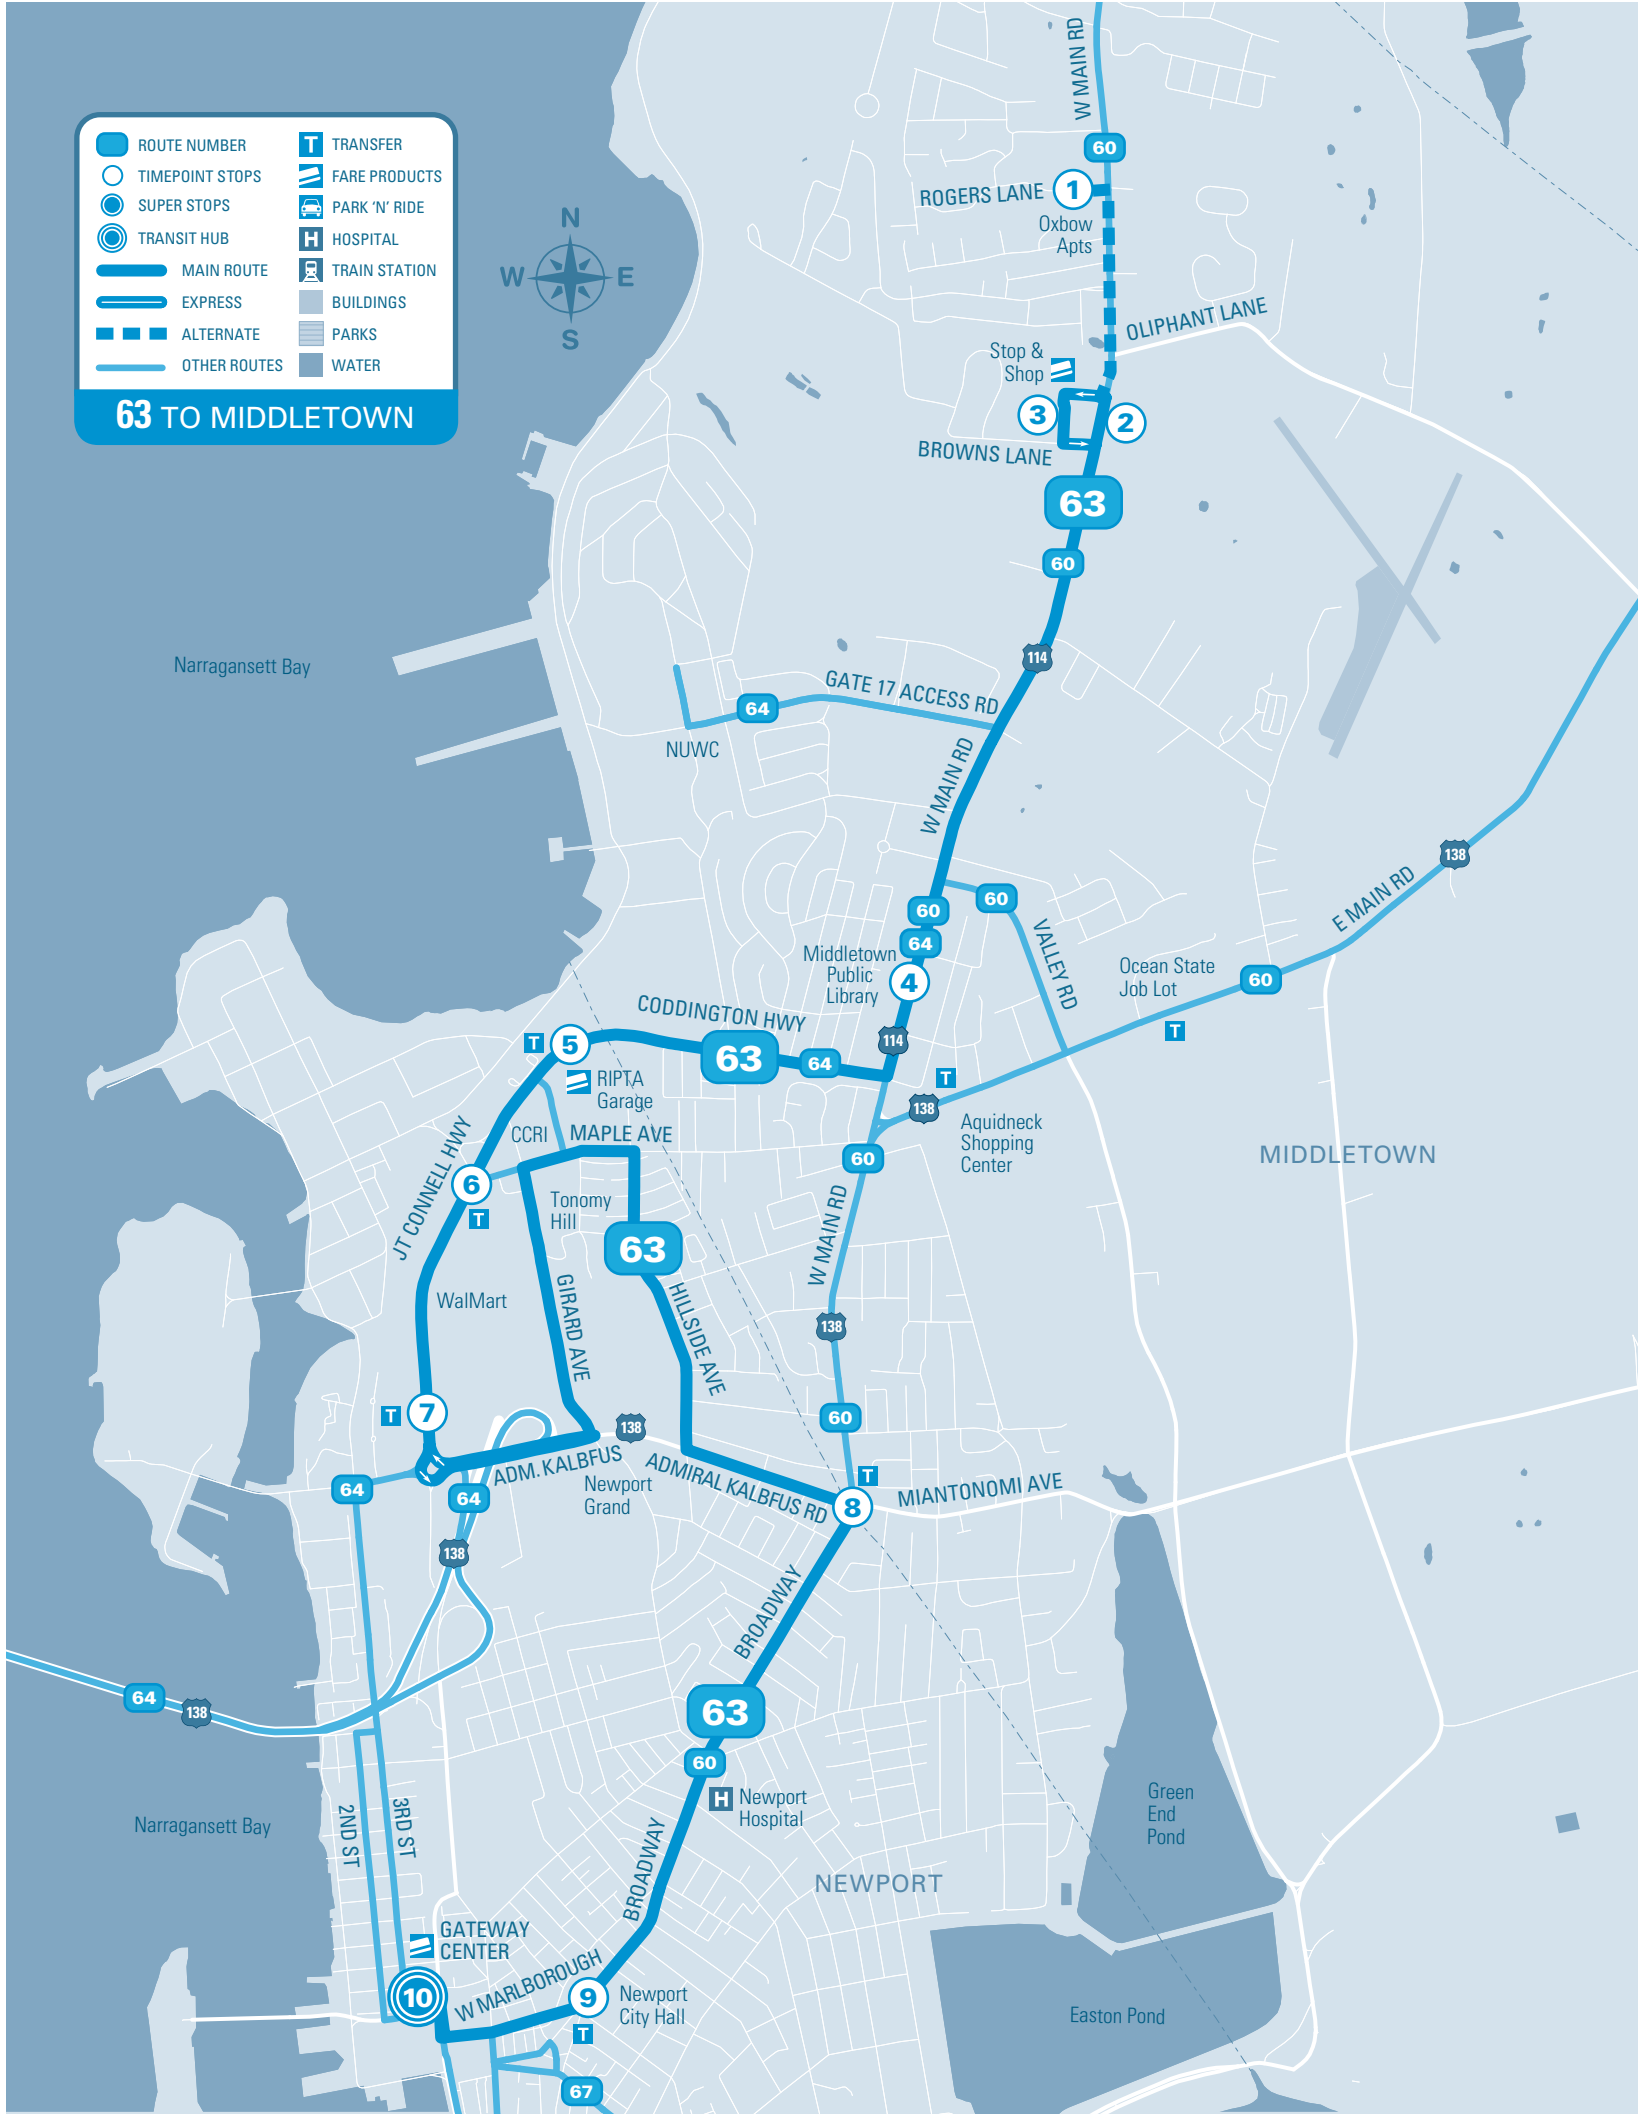 W MAIN RD
ROUTE NUMBER
TIMEPOINT STOPS
SUPER STOPS
TRANSIT HUB
MAIN ROUTE
EXPRESS
ALTERNATE
OTHER ROUTES
T TRANSFER
FARE PRODUCTS
PARK ‘N’ RIDE
H HOSPITAL
TRAIN STATION
BUILDINGS
PARKS
WATER
63 TO MIDDLETOWN
N
W E
S
60
ROGERS LANE
1
Oxbow
Apts
OLIPHANT LANE
Stop &
Shop
3
2
BROWNS LANE
63
60
114
Narragansett Bay
GATE 17 ACCESS RD
64
NUWC
W MAIN RD
138
E MAIN RD
60
60
64
VALLEY RD
Middletown
Public
Library
4
Ocean State
Job Lot
60
T
CODDINGTON HWY
114
T
5
63
64
T
RIPTA
Garage
138
Aquidneck
Shopping
Center
CCRI
MAPLE AVE
60
MIDDLETOWN
JT CONNELL HWY
6
T
Tonomy
Hill
63
W MAIN RD
WalMart
GIRARD AVE
HILLSIDE AVE
138
T
7
138
60
ADM. KALBFUS
ADMIRAL KALBFUS RD
Newport
Grand
T
8
MIANTONOMI AVE
64
64
138
BROADWAY
64
138
63
60
H Newport
Hospital
Green
End
Pond
2ND ST
3RD ST
Narragansett Bay
BROADWAY
NEWPORT
GATEWAY
CENTER
10
W MARLBOROUGH
9
Newport
City Hall
T
Easton Pond
67